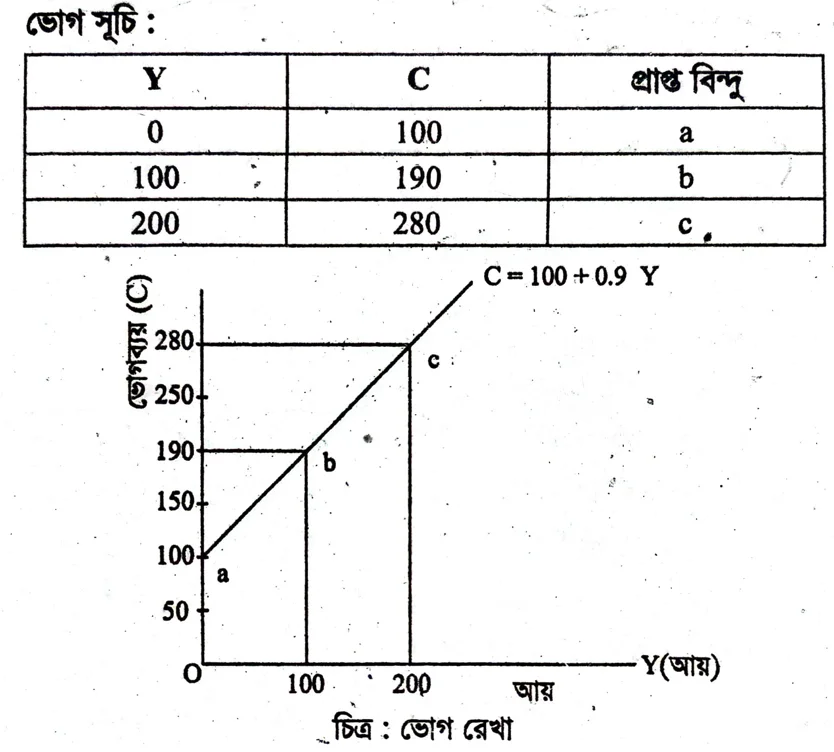 ভোগ সূচি :
Y C প্রাপ্ত বিন্দু
0 100 a
100 190 b
200 280 c
C = 100 + 0.9 Y
ভোগব্যয় (C)
280
c
250
190
b
150
100
a
50
O
100 200 আয় Y(আয়)
চিত্র : ভোগ রেখা